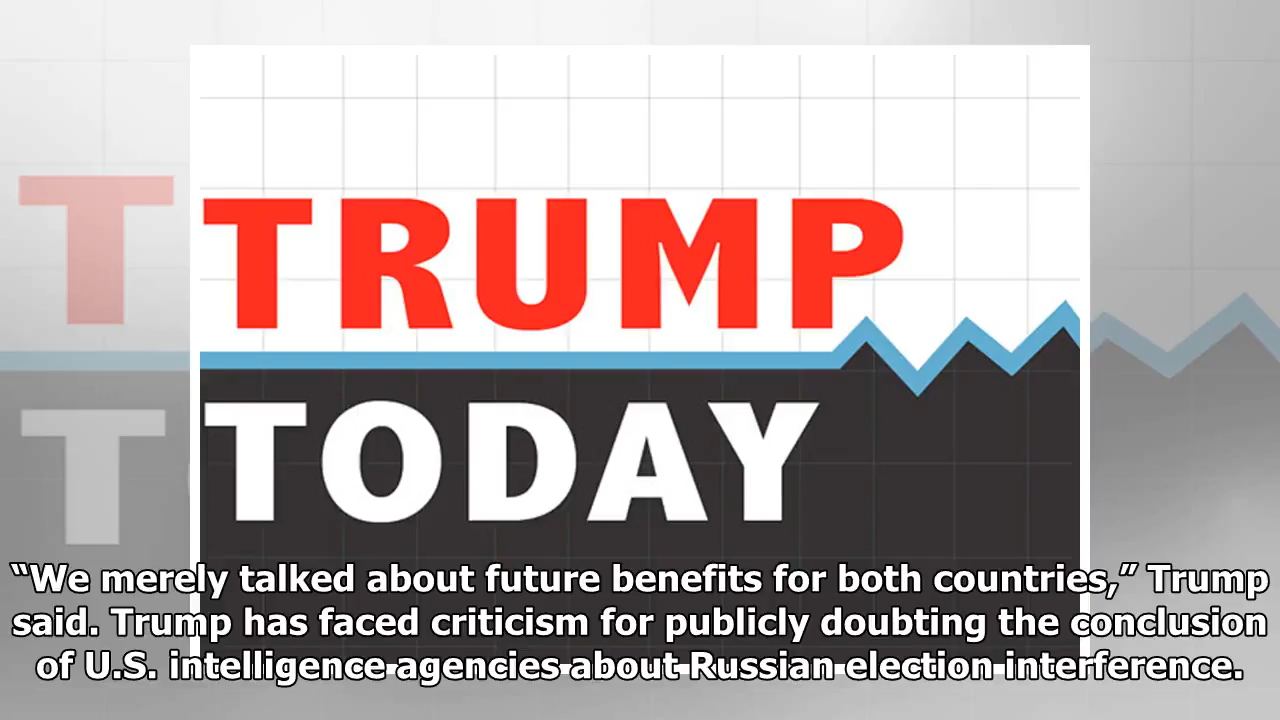 TRUMP
TODAY
“We merely talked about future benefits for both countries,” Trump
said. Trump has faced criticism for publicly doubting the conclusion
of U.S. intelligence agencies about Russian election interference.